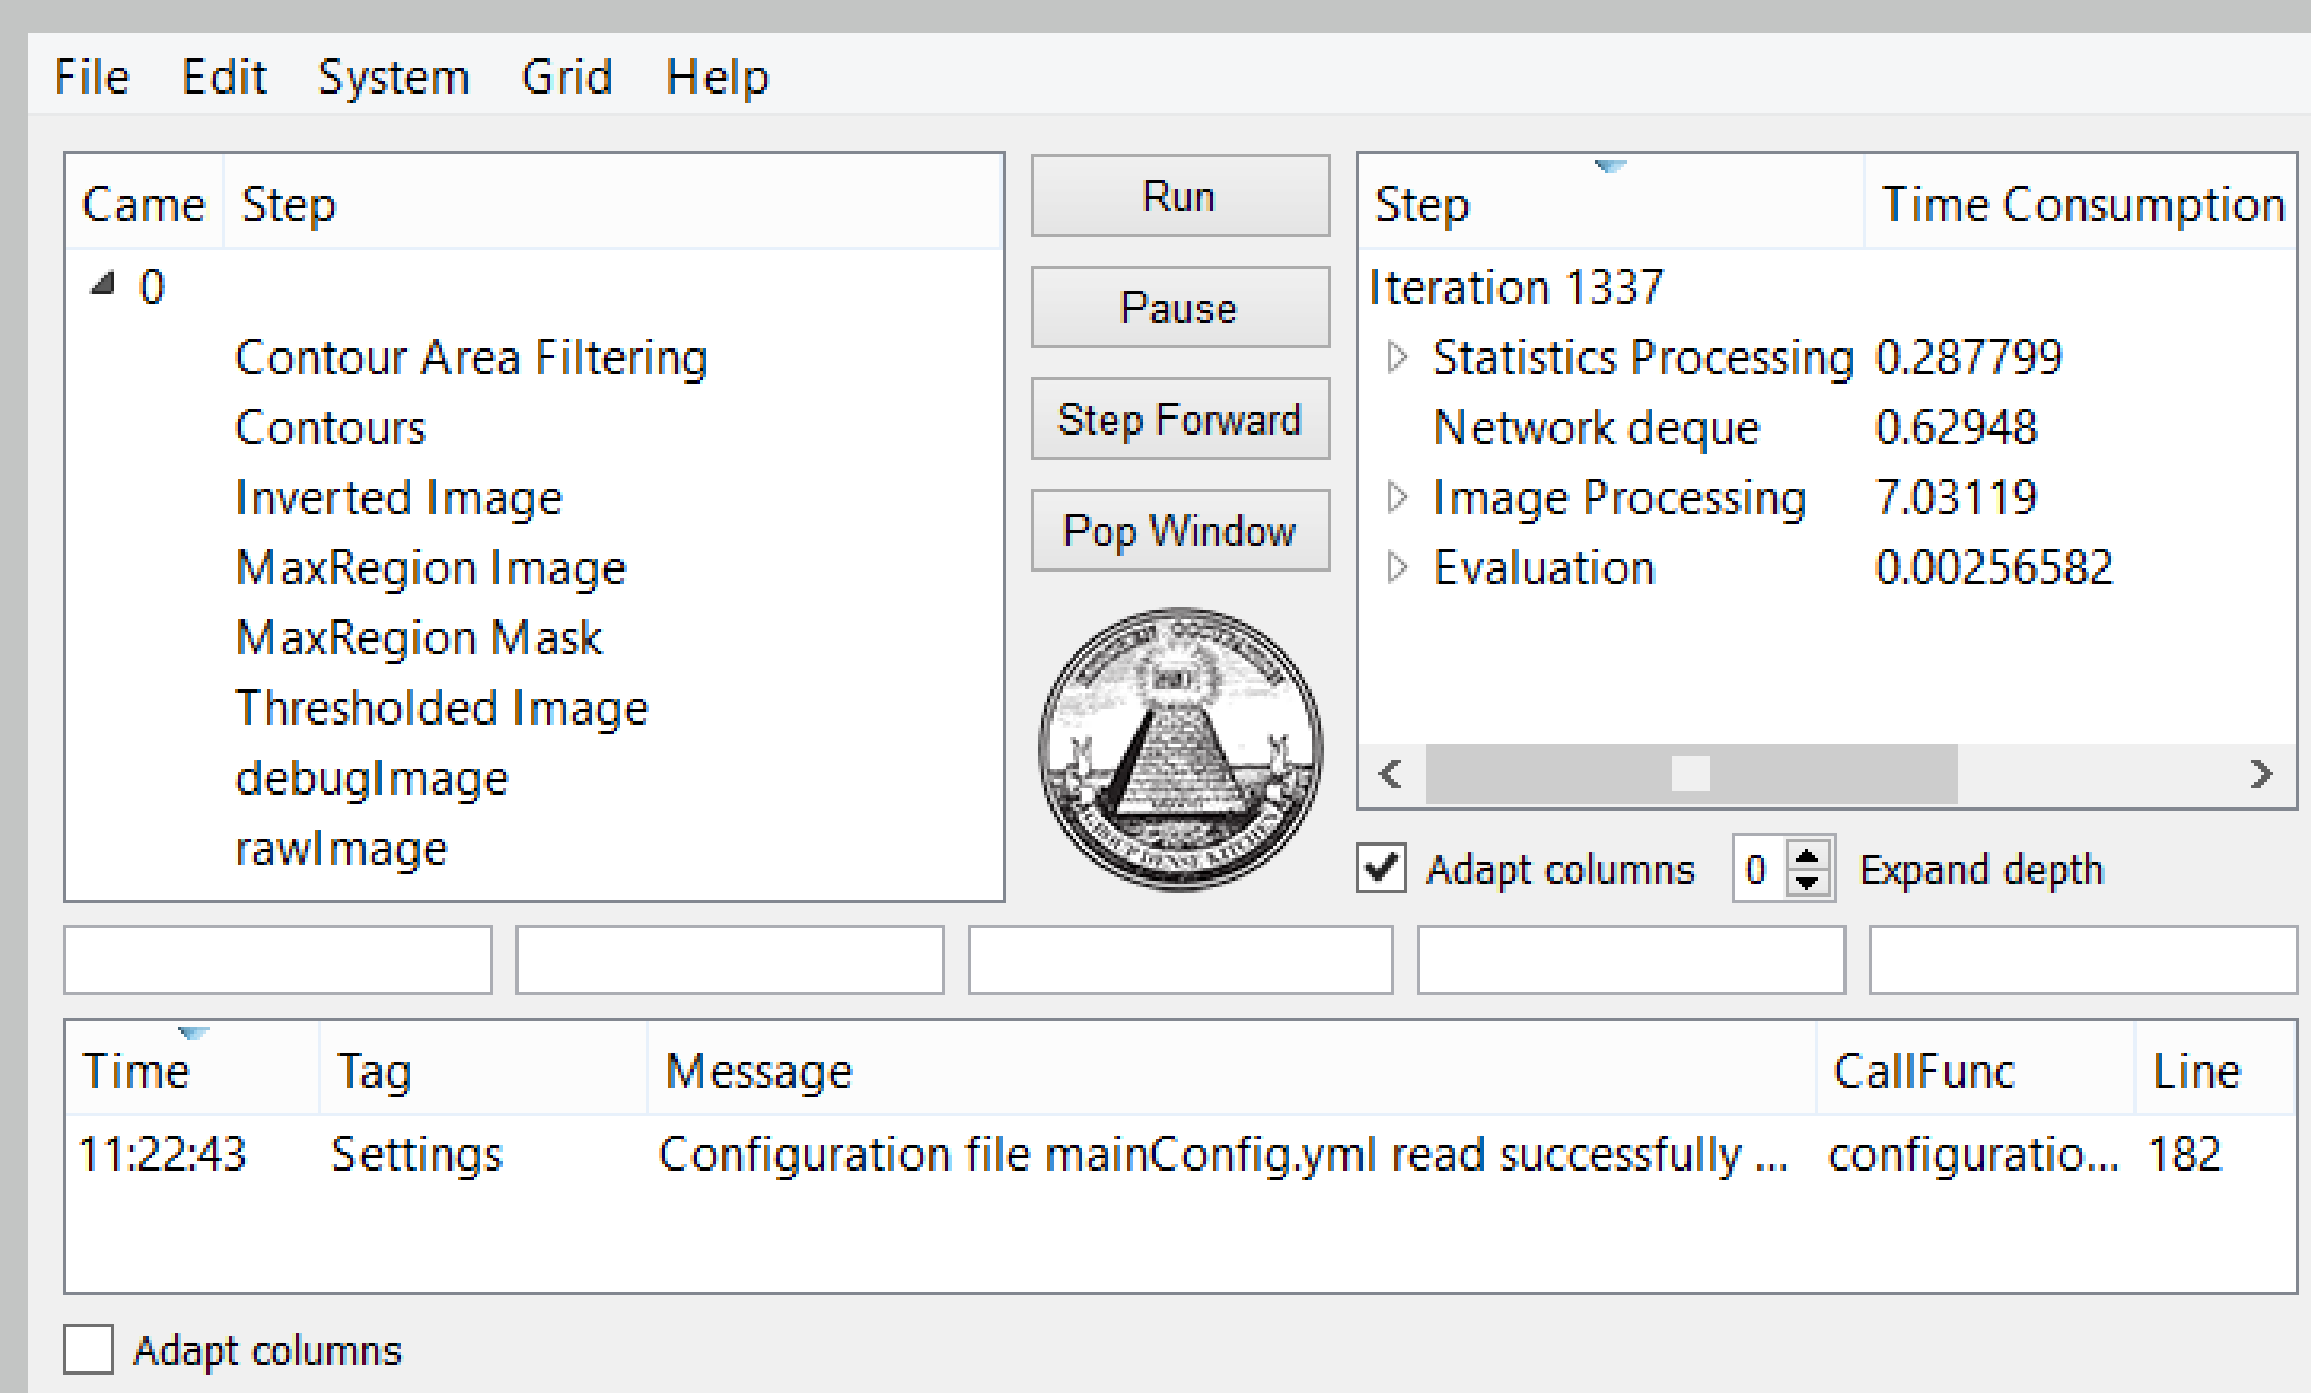 File Edit System Grid Help
Came Step
0
Contour Area Filtering
Contours
Inverted Image
MaxRegion Image
MaxRegion Mask
Thresholded Image
debugImage
rawImage
Run
Pause
Step Forward
Pop Window
Step Time Consumption
Iteration 1337
Statistics Processing 0.287799
Network deque 0.62948
Image Processing 7.03119
Evaluation 0.00256582
Adapt columns 0 Expand depth
Time Tag Message CallFunc Line
11:22:43 Settings Configuration file mainConfig.yml read successfully ... configuratio... 182
Adapt columns